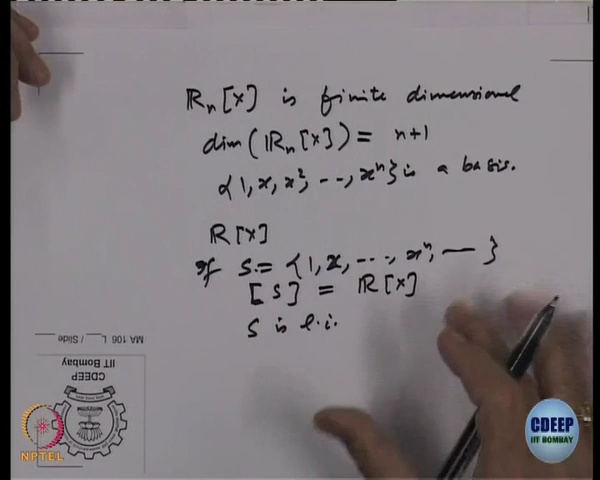 ℝₙ[x] is finite dimensional
dim(ℝₙ[x]) = n+1
{1, x, x², --, xⁿ} is a basis.
ℝ[x]
If S := {1, x, ---, xⁿ, — }
[S] = ℝ[x]
S is l.i.
MA 106 L / Slide
CDEEP
IIT Bombay
NPTEL
CDEEP
IIT BOMBAY